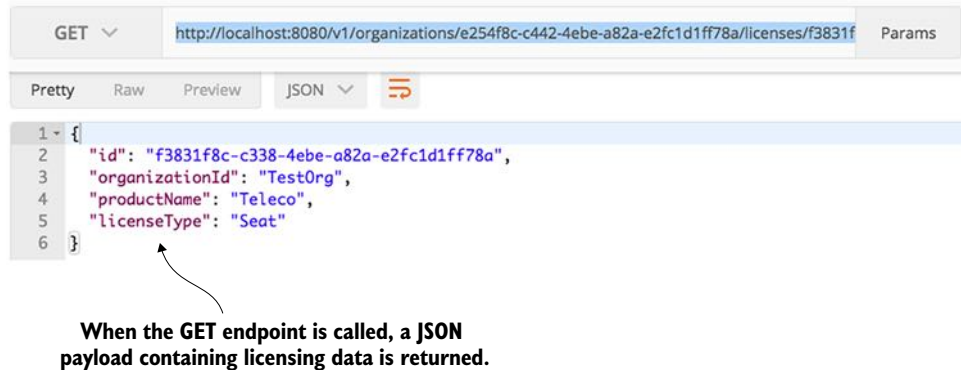 GET http://localhost:8080/v1/organizations/e254f8c-c442-4ebe-a82a-e2fc1d1ff78a/licenses/f3831f Params
Pretty Raw Preview JSON
1 {
2 "id": "f3831f8c-c338-4ebe-a82a-e2fc1d1ff78a",
3 "organizationId": "TestOrg",
4 "productName": "Teleco",
5 "licenseType": "Seat"
6 }
When the GET endpoint is called, a JSON
payload containing licensing data is returned.